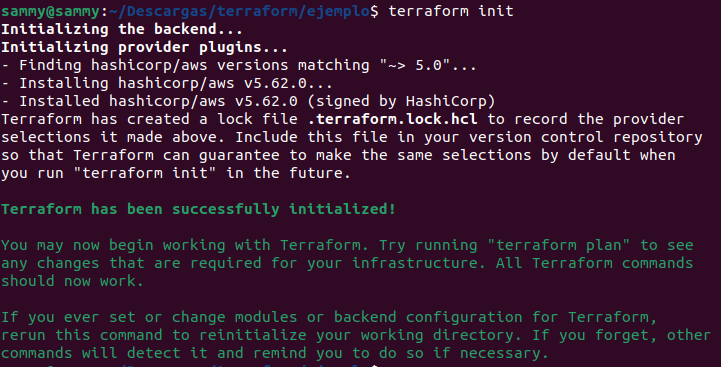 sammy@sammy:~/Descargas/terraform/ejemplo$ terraform init
Initializing the backend...
Initializing provider plugins...
- Finding hashicorp/aws versions matching "~> 5.0"...
- Installing hashicorp/aws v5.62.0...
- Installed hashicorp/aws v5.62.0 (signed by HashiCorp)
Terraform has created a lock file .terraform.lock.hcl to record the provider
selections it made above. Include this file in your version control repository
so that Terraform can guarantee to make the same selections by default when
you run "terraform init" in the future.
Terraform has been successfully initialized!
You may now begin working with Terraform. Try running "terraform plan" to see
any changes that are required for your infrastructure. All Terraform commands
should now work.
If you ever set or change modules or backend configuration for Terraform,
rerun this command to reinitialize your working directory. If you forget, other
commands will detect it and remind you to do so if necessary.